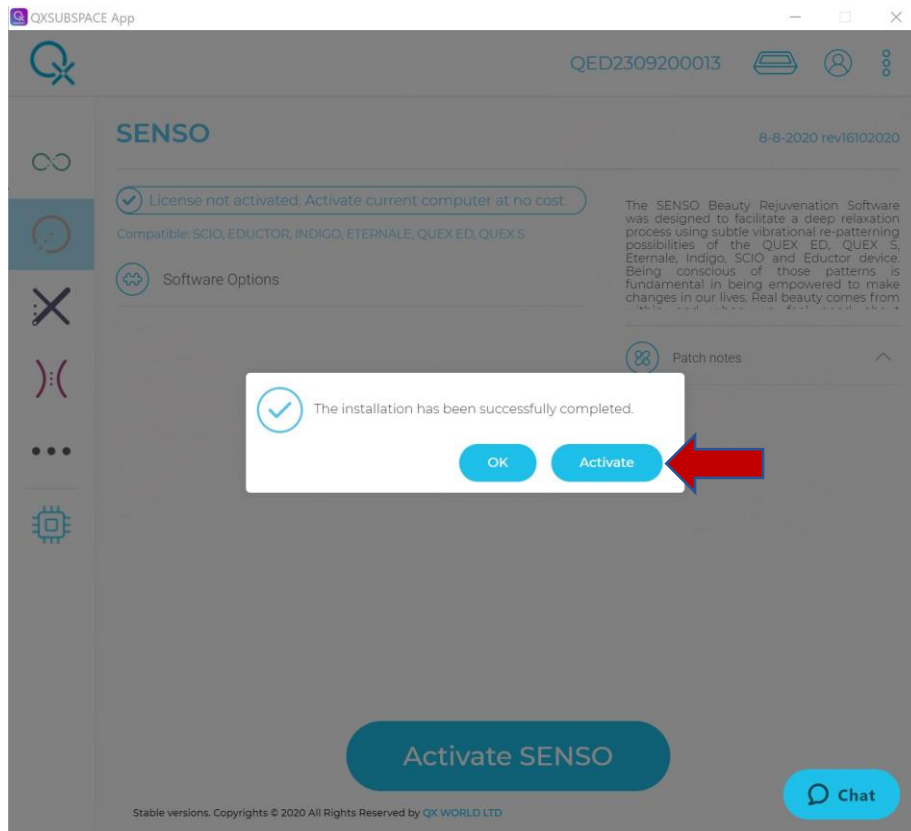 QXSUBSPACE App
QED2309200013
SENSO
8-8-2020 rev16102020
License not activated. Activate current computer at no cost.
Compatible: SCIO, EDUCTOR, INDIGO, ETERNALE, QUEX ED, QUEX S
Software Options
The SENSO Beauty Rejuvenation Software
was designed to facilitate a deep relaxation
process using subtle vibrational re-patterning
possibilities of the QUEX ED, QUEX S,
Eternale, Indigo, SCIO and Eductor device.
Being conscious of those patterns is
fundamental in being empowered to make
changes in our lives. Real beauty comes from
Patch notes
The installation has been successfully completed.
OK
Activate
Activate SENSO
Chat
Stable versions. Copyrights © 2020 All Rights Reserved by QX WORLD LTD